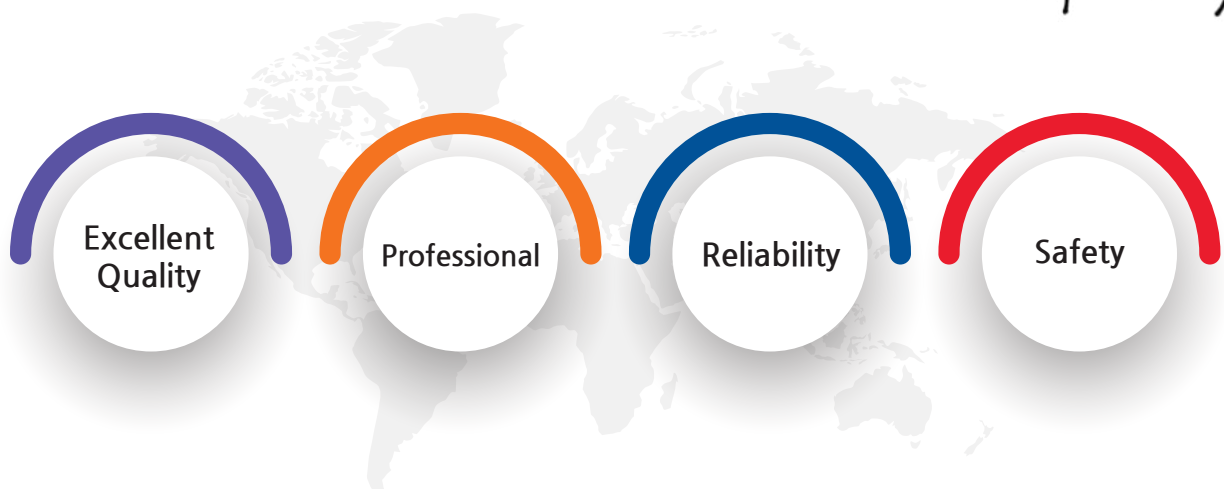 Excellent
Quality
Professional
Reliability
Safety